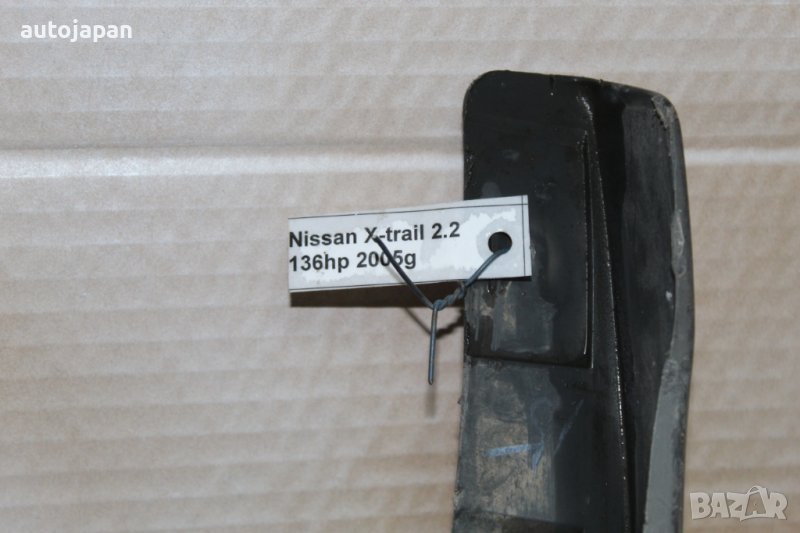 autojapan
Nissan X-trail 2.2
136hp 2005g
BAZAR